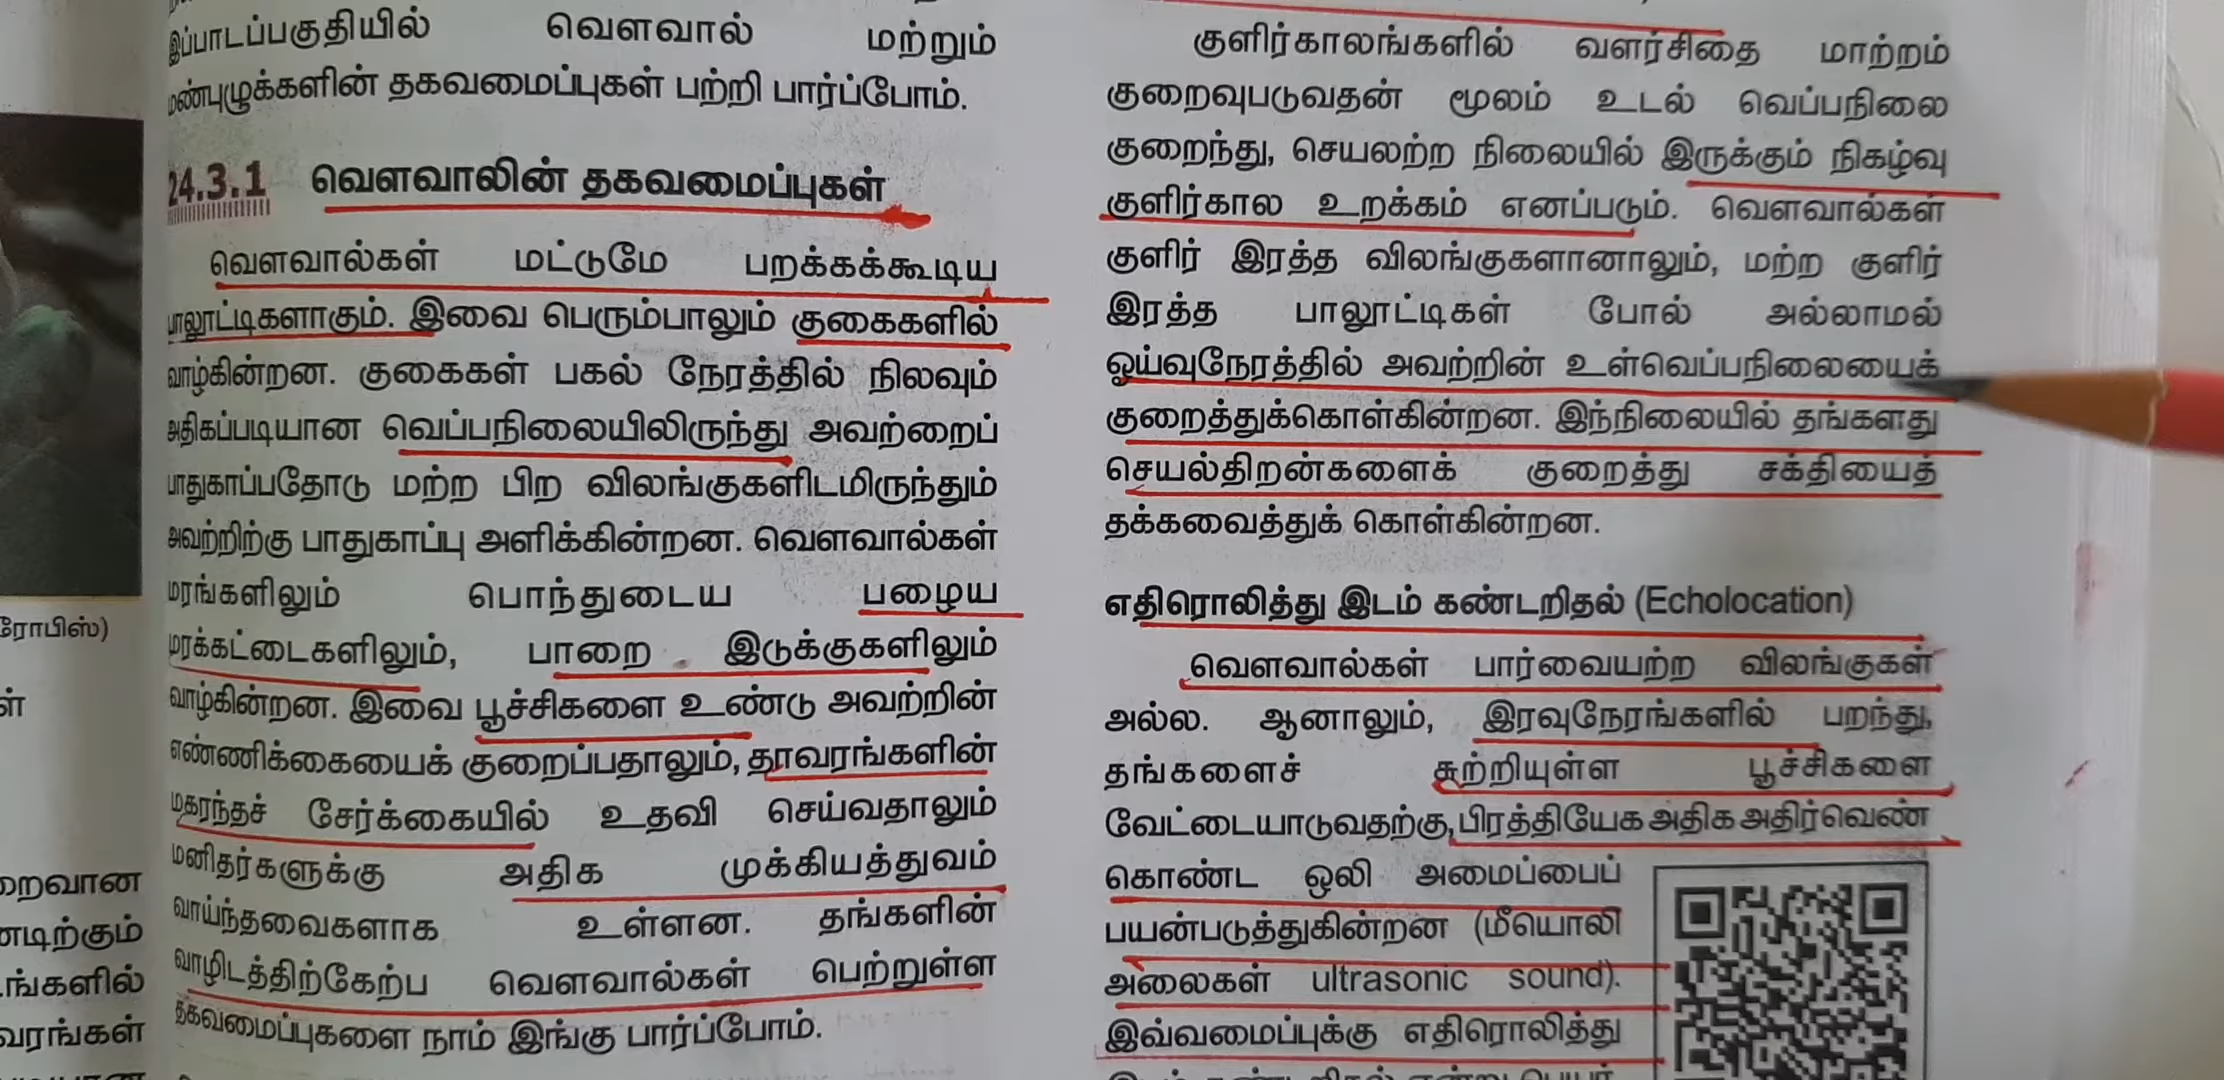 இப்பாடப்பகுதியில் வௌவால் மற்றும்
மண்புழுக்களின் தகவமைப்புகள் பற்றி பார்ப்போம்.
24.3.1 வௌவாலின் தகவமைப்புகள்
வௌவால்கள் மட்டுமே பறக்கக்கூடிய
பாலூட்டிகளாகும். இவை பெரும்பாலும் குகைகளில்
வாழ்கின்றன. குகைகள் பகல் நேரத்தில் நிலவும்
அதிகப்படியான வெப்பநிலையிலிருந்து அவற்றைப்
பாதுகாப்பதோடு மற்ற பிற விலங்குகளிடமிருந்தும்
அவற்றிற்கு பாதுகாப்பு அளிக்கின்றன. வௌவால்கள்
மரங்களிலும் பொந்துடைய பழைய
மரக்கட்டைகளிலும், பாறை இடுக்குகளிலும்
வாழ்கின்றன. இவை பூச்சிகளை உண்டு அவற்றின்
எண்ணிக்கையைக் குறைப்பதாலும், தாவரங்களின்
மகரந்தச் சேர்க்கையில் உதவி செய்வதாலும்
மனிதர்களுக்கு அதிக முக்கியத்துவம்
வாய்ந்தவைகளாக உள்ளன. தங்களின்
வாழிடத்திற்கேற்ப வௌவால்கள் பெற்றுள்ள
தகவமைப்புகளை நாம் இங்கு பார்ப்போம்.
குளிர்காலங்களில் வளர்சிதை மாற்றம்
குறைவுபடுவதன் மூலம் உடல் வெப்பநிலை
குறைந்து, செயலற்ற நிலையில் இருக்கும் நிகழ்வு
குளிர்கால உறக்கம் எனப்படும். வௌவால்கள்
குளிர் இரத்த விலங்குகளானாலும், மற்ற குளிர்
இரத்த பாலூட்டிகள் போல் அல்லாமல்
ஓய்வுநேரத்தில் அவற்றின் உள்வெப்பநிலையைக்
குறைத்துக்கொள்கின்றன. இந்நிலையில் தங்களது
செயல்திறன்களைக் குறைத்து சக்தியைத்
தக்கவைத்துக் கொள்கின்றன.
எதிரொலித்து இடம் கண்டறிதல் (Echolocation)
வௌவால்கள் பார்வையற்ற விலங்குகள்
அல்ல. ஆனாலும், இரவுநேரங்களில் பறந்து,
தங்களைச் சுற்றியுள்ள பூச்சிகளை
வேட்டையாடுவதற்கு, பிரத்தியேக அதிக அதிர்வெண்
கொண்ட ஒலி அமைப்பைப்
பயன்படுத்துகின்றன (மீயொலி
அலைகள் ultrasonic sound).
இவ்வமைப்புக்கு எதிரொலித்து